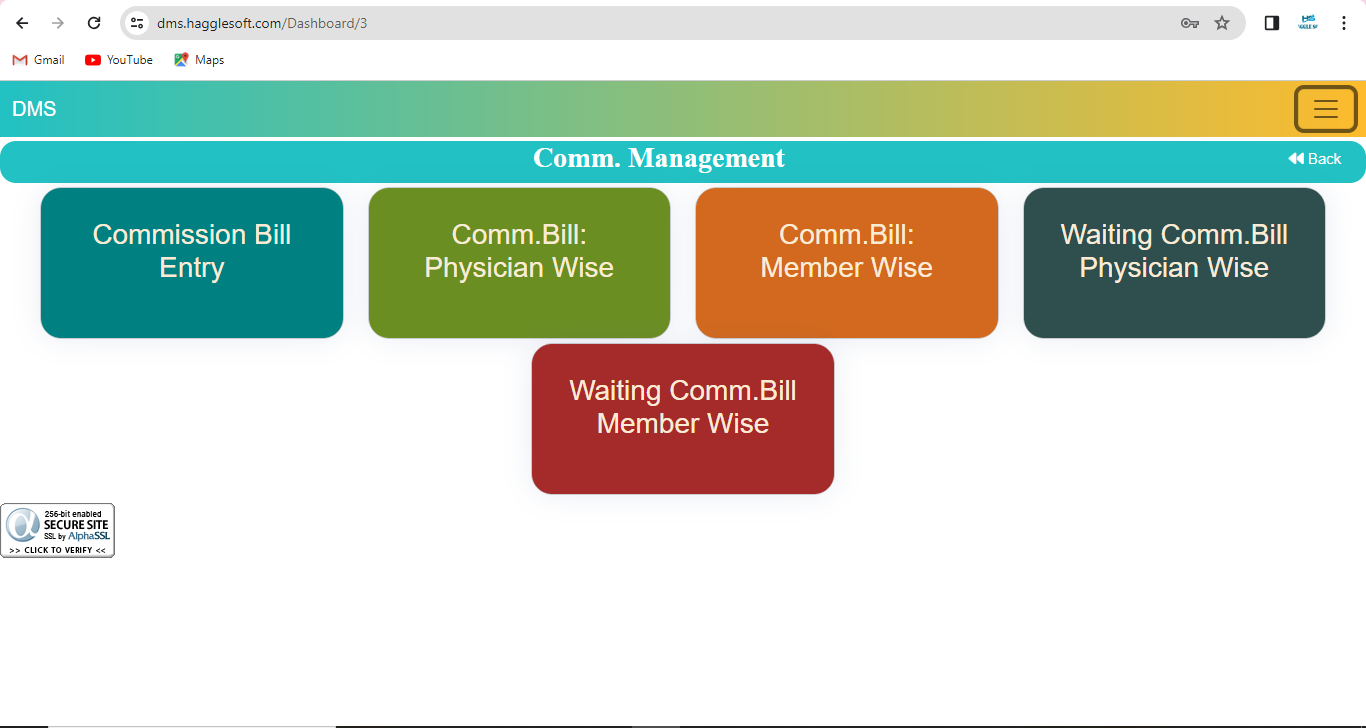 dms.hagglesoft.com/Dashboard/3
Gmail YouTube Maps
DMS
Comm. Management
Back
Commission Bill
Entry
Comm.Bill:
Physician Wise
Comm.Bill:
Member Wise
Waiting Comm.Bill
Physician Wise
Waiting Comm.Bill
Member Wise
256-bit enabled
SECURE SITE
SSL by AlphaSSL
>> CLICK TO VERIFY <<